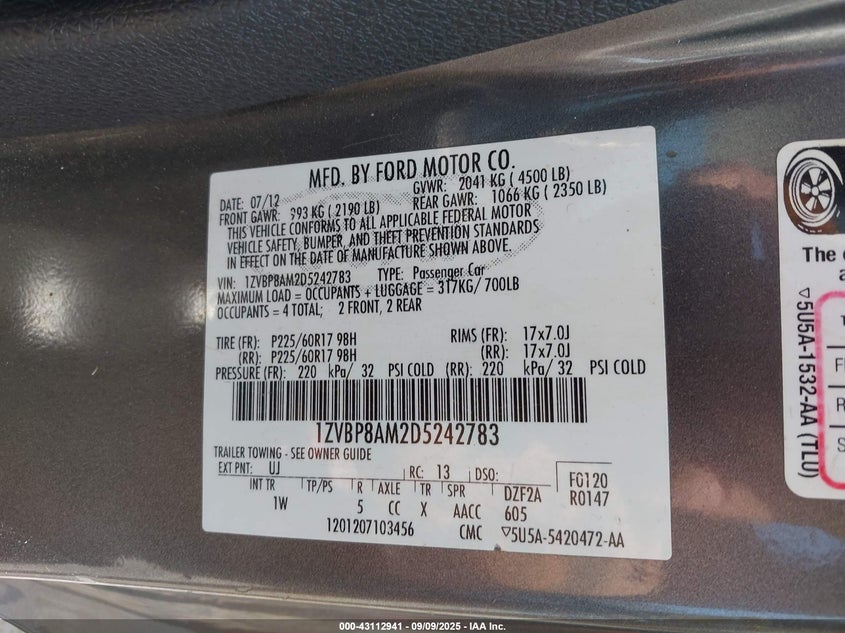 MFD. BY FORD MOTOR CO.
DATE: 07/12 GVWR: 2041 KG ( 4500 LB)
FRONT GAWR: 993 KG ( 2190 LB) REAR GAWR: 1066 KG ( 2350 LB)
THIS VEHICLE CONFORMS TO ALL APPLICABLE FEDERAL MOTOR
VEHICLE SAFETY, BUMPER, AND THEFT PREVENTION STANDARDS
IN EFFECT ON THE DATE OF MANUFACTURE SHOWN ABOVE.
VIN: 1ZVBP8AM2D5242783 TYPE: Passenger Car
MAXIMUM LOAD = OCCUPANTS + LUGGAGE = 317KG/ 700LB
OCCUPANTS = 4 TOTAL; 2 FRONT, 2 REAR
TIRE (FR): P225/60R17 98H RIMS (FR): 17x7.0J
(RR): P225/60R17 98H (RR): 17x7.0J
PRESSURE (FR): 220 kPa/ 32 PSI COLD (RR): 220 kPa/ 32 PSI COLD
1ZVBP8AM2D5242783
TRAILER TOWING - SEE OWNER GUIDE
EXT PNT: UJ RC: 13 DSO: FG120
INT TR TP/PS R AXLE TR SPR DZF2A R0147
1W 5 CC X AACC 605
1201207103456 CMC ▽5U5A-5420472-AA
The
▽5U5A-1532-AA (TLU)
000-43112941 - 09/09/2025 - IAA Inc.